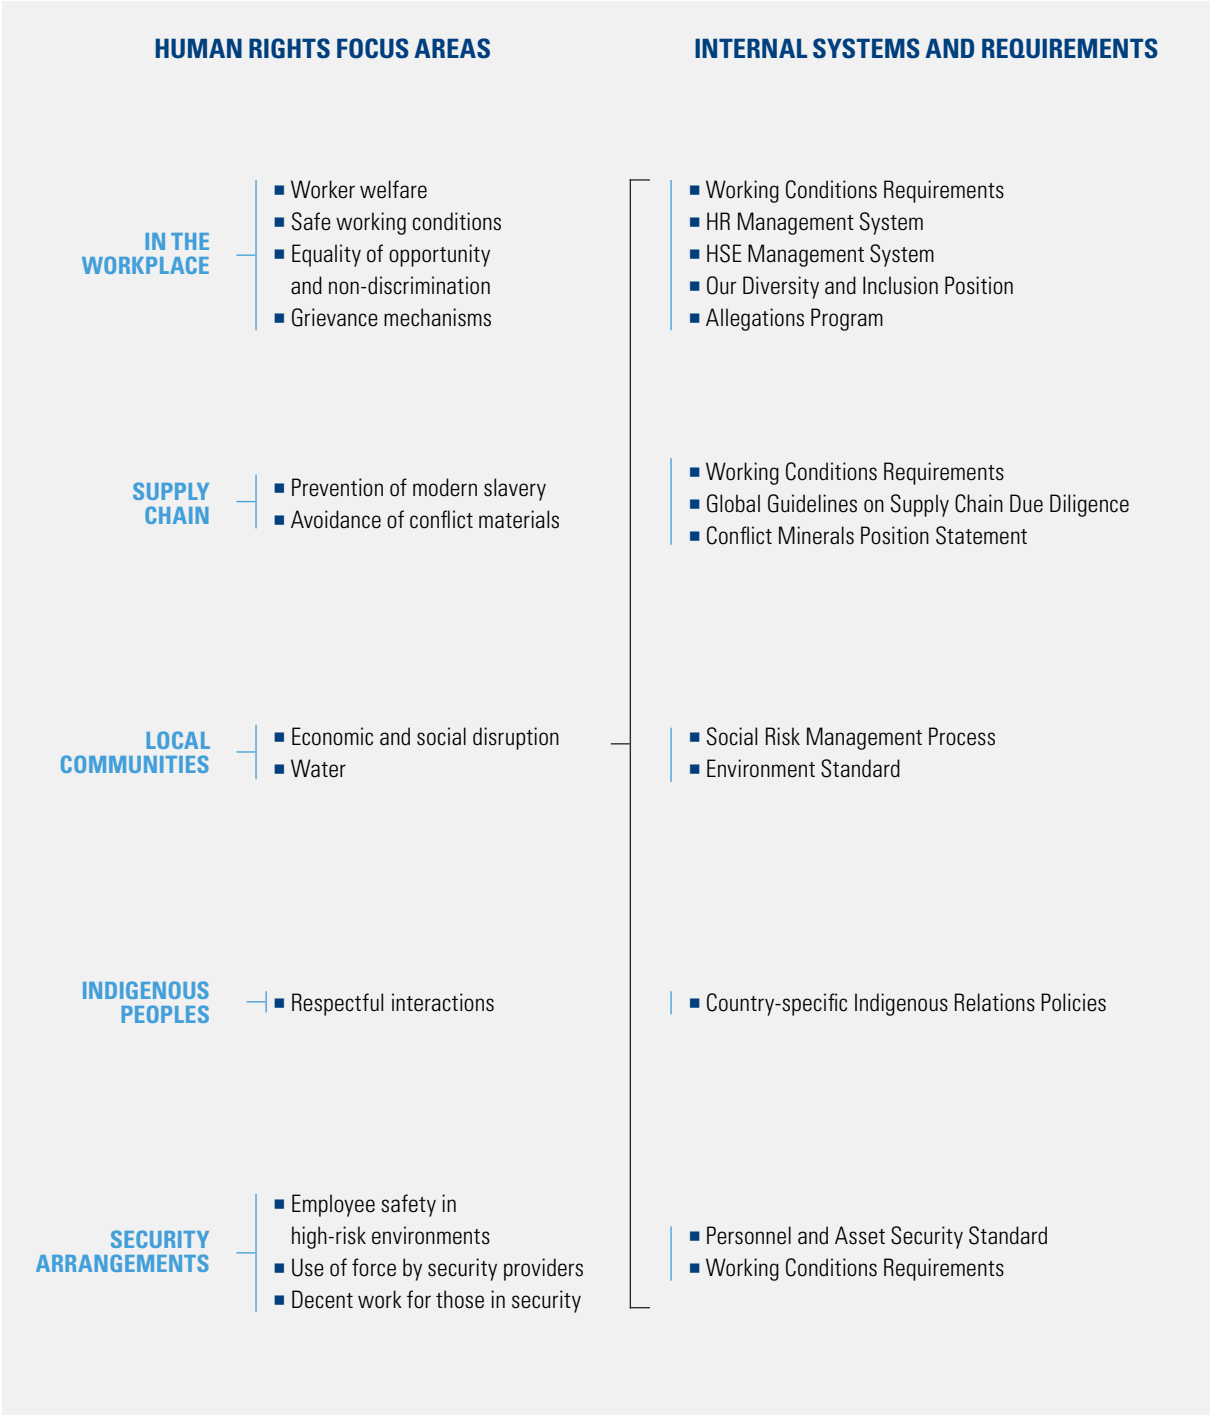 HUMAN RIGHTS FOCUS AREAS
INTERNAL SYSTEMS AND REQUIREMENTS
IN THE
WORKPLACE
■ Worker welfare
■ Safe working conditions
■ Equality of opportunity
and non-discrimination
■ Grievance mechanisms
■ Working Conditions Requirements
■ HR Management System
■ HSE Management System
■ Our Diversity and Inclusion Position
■ Allegations Program
SUPPLY
CHAIN
■ Prevention of modern slavery
■ Avoidance of conflict materials
■ Working Conditions Requirements
■ Global Guidelines on Supply Chain Due Diligence
■ Conflict Minerals Position Statement
LOCAL
COMMUNITIES
■ Economic and social disruption
■ Water
■ Social Risk Management Process
■ Environment Standard
INDIGENOUS
PEOPLES
■ Respectful interactions
■ Country-specific Indigenous Relations Policies
SECURITY
ARRANGEMENTS
■ Employee safety in
high-risk environments
■ Use of force by security providers
■ Decent work for those in security
■ Personnel and Asset Security Standard
■ Working Conditions Requirements